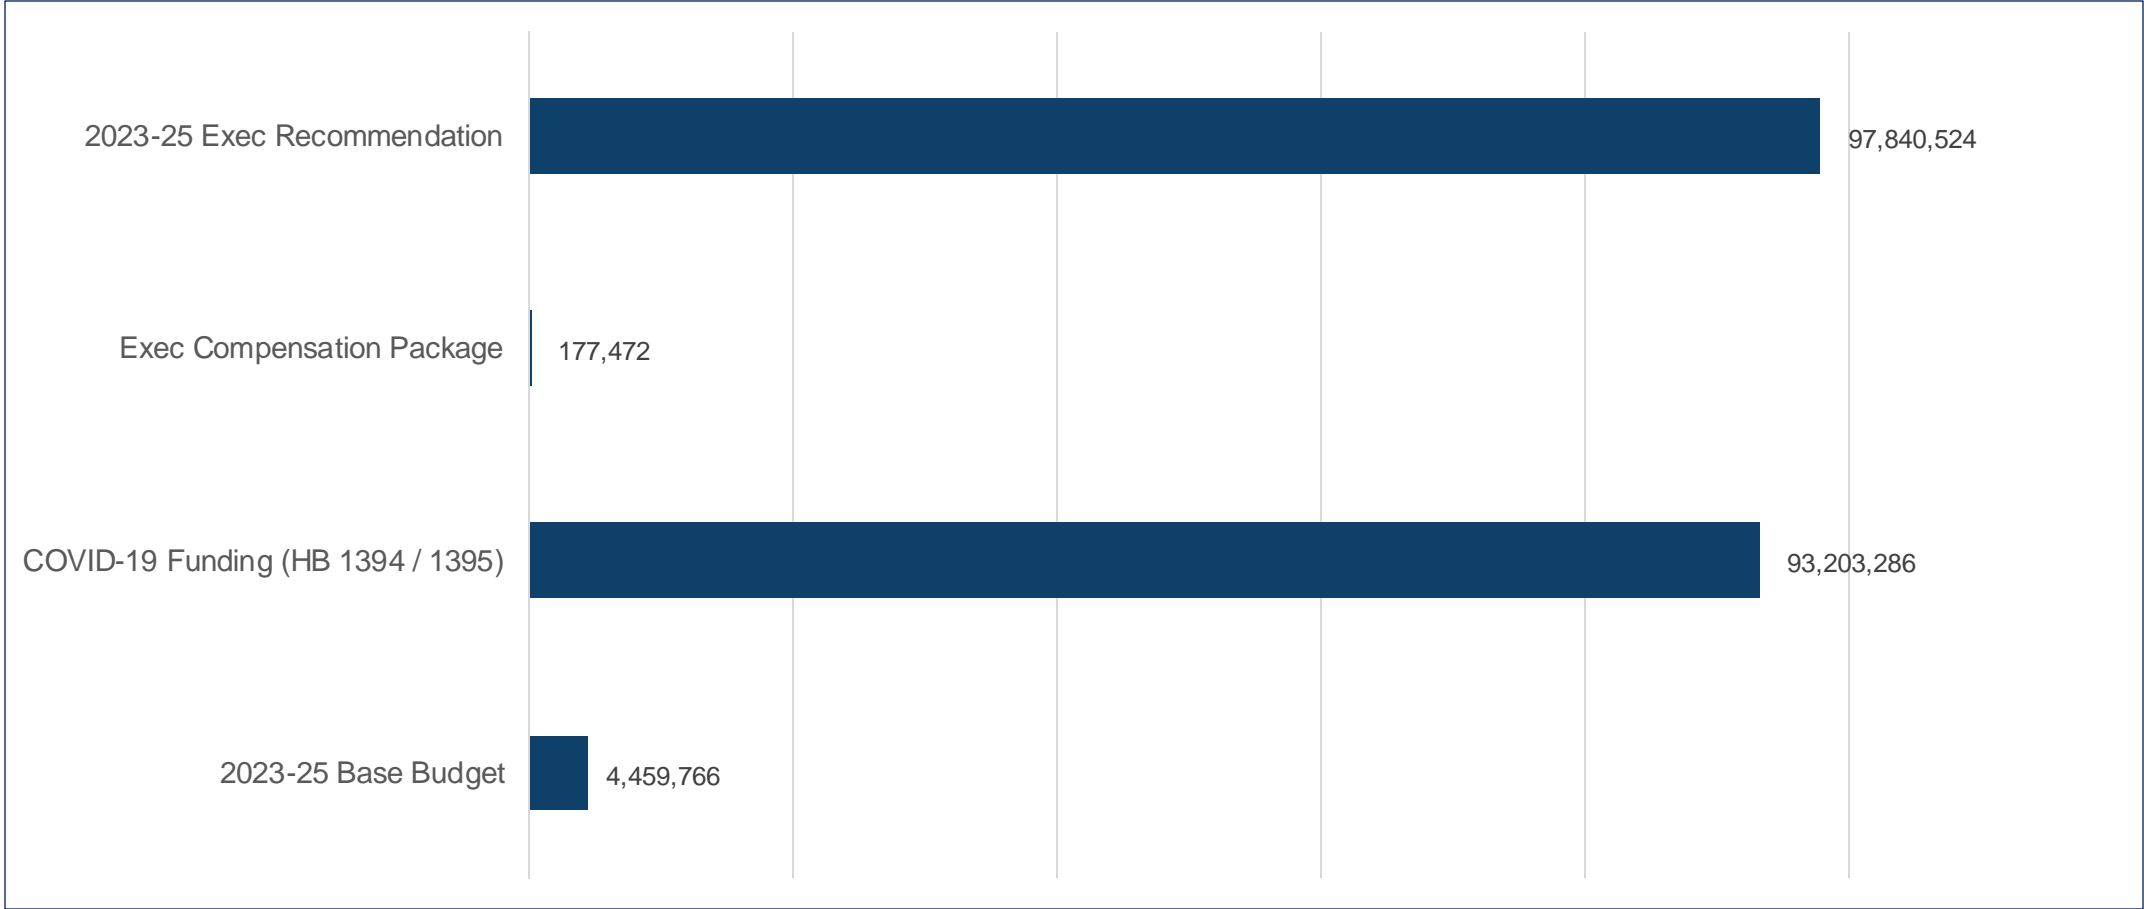 2023-25 Exec Recommendation
97,840,524
Exec Compensation Package
177,472
COVID-19 Funding (HB 1394 / 1395)
93,203,286
2023-25 Base Budget
4,459,766